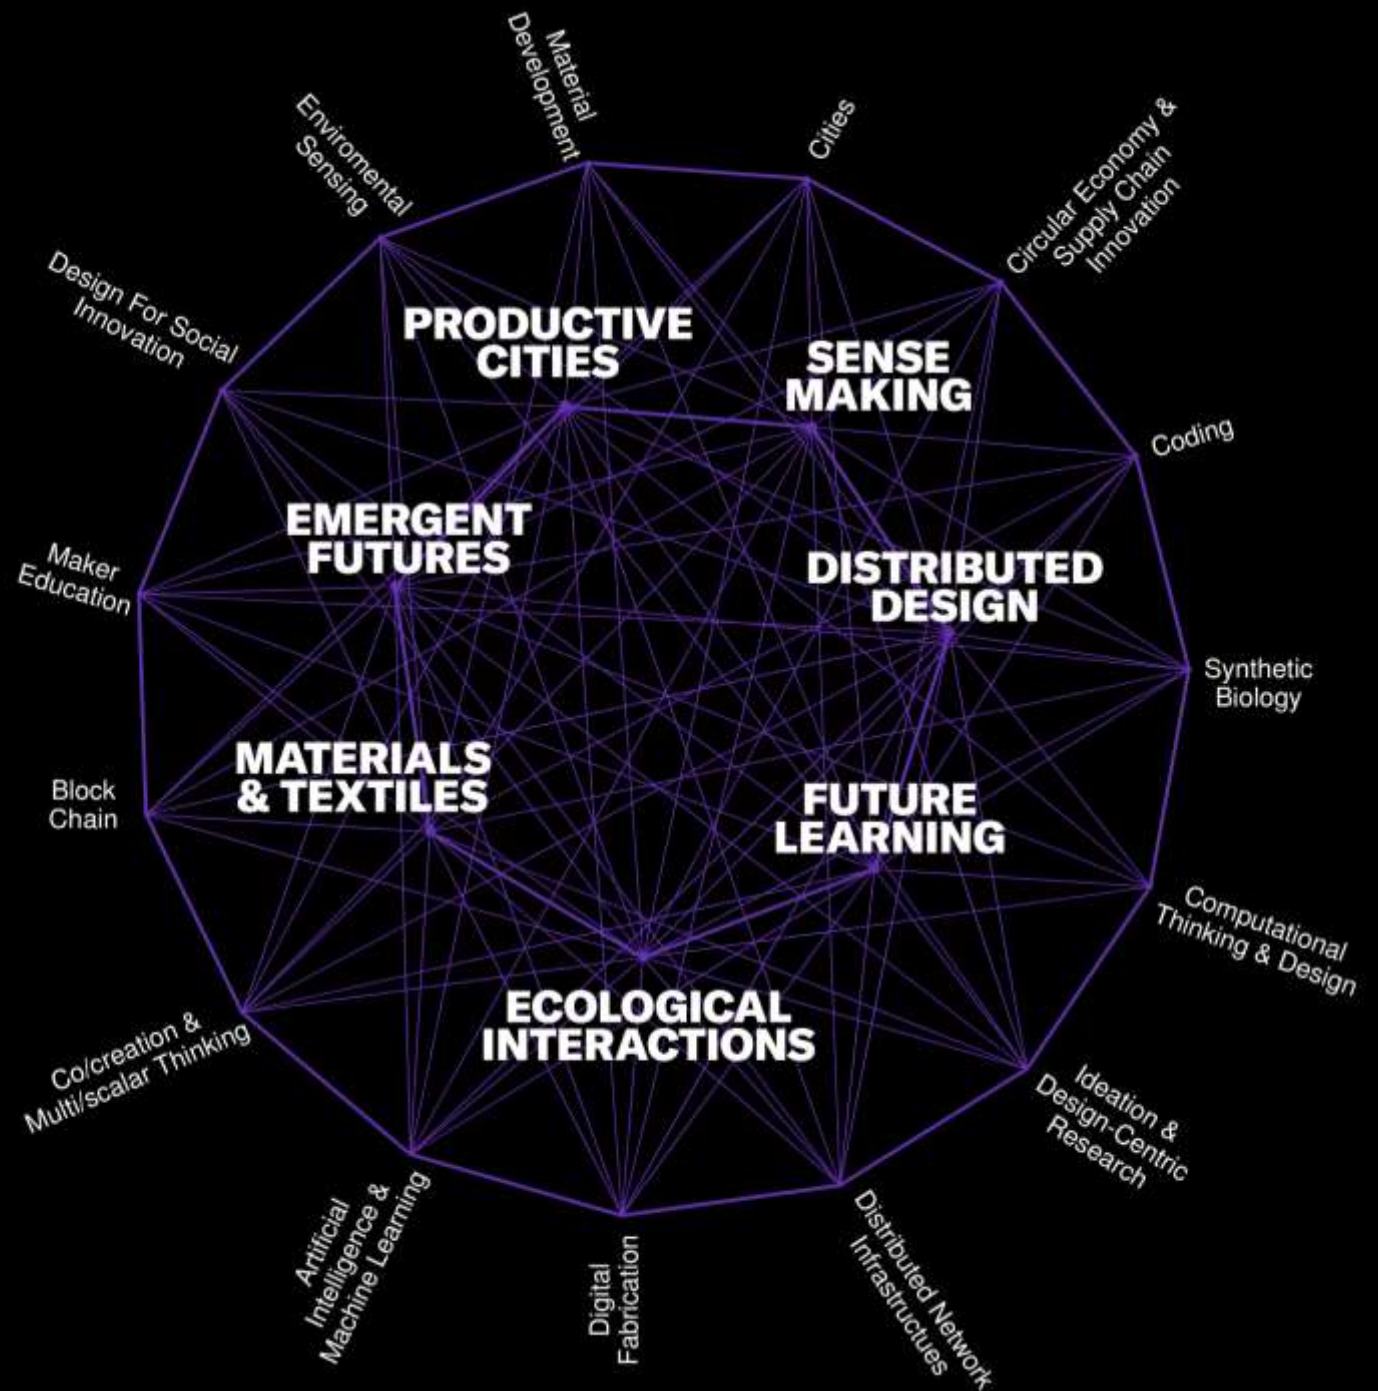 Material
Development
Cities
Circular Economy &
Supply Chain
Innovation
Enviromental
Sensing
Design For Social
Innovation
PRODUCTIVE
CITIES
SENSE
MAKING
Coding
EMERGENT
FUTURES
DISTRIBUTED
DESIGN
Maker
Education
Synthetic
Biology
MATERIALS
& TEXTILES
FUTURE
LEARNING
Block
Chain
Computational
Thinking & Design
ECOLOGICAL
INTERACTIONS
Co/creation &
Multi/scalar Thinking
Ideation &
Design-Centric
Research
Artificial
Intelligence &
Machine Learning
Digital
Fabrication
Distributed Network
Infrastructues